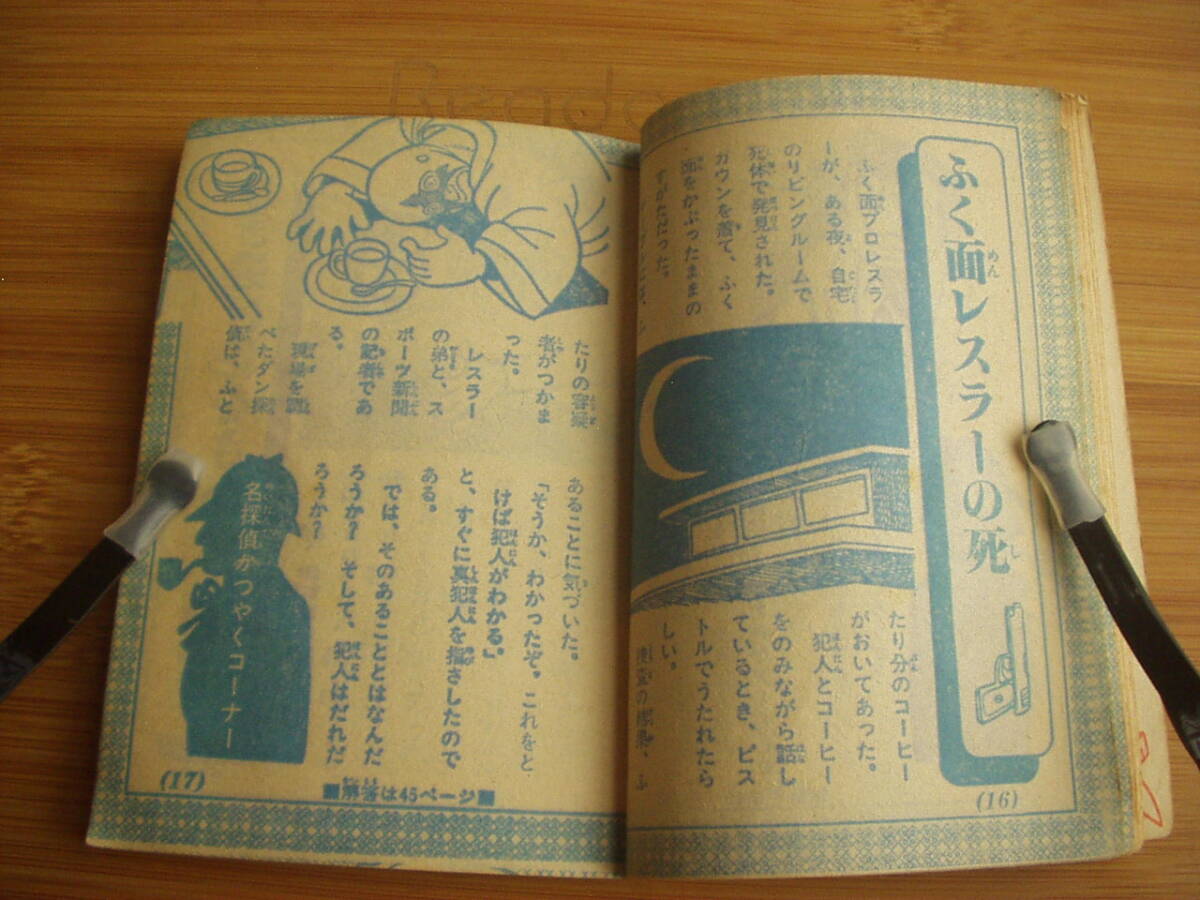 ふく面レスラーの死
ふく面プロレスラ
ーが、ある夜、自宅
のリビングルームで
死体で発見された。
ガウンを着て、ふく
面をかぶったままの
すがただった。
たり分のコーヒー
がおいてあった。
犯人とコーヒー
をのみながら話し
ているとき、ピス
トルでうたれたら
しい。
捜査の結果、ふ
(16)
たりの容疑
者がつかま
った。
レスラー
の弟と、ス
ポーツ新聞
の記者であ
る。
現場を調
べたダン探
偵は、ふと
あることに気づいた。
「そうか、わかったぞ。これをと
けば犯人がわかる。」
と、すぐに真犯人を指さしたので
ある。
では、そのあることとはなんだ
ろうか？ そして、犯人はだれだ
ろうか？
名探偵かつやくコーナー
■解答は45ページ■
(17)